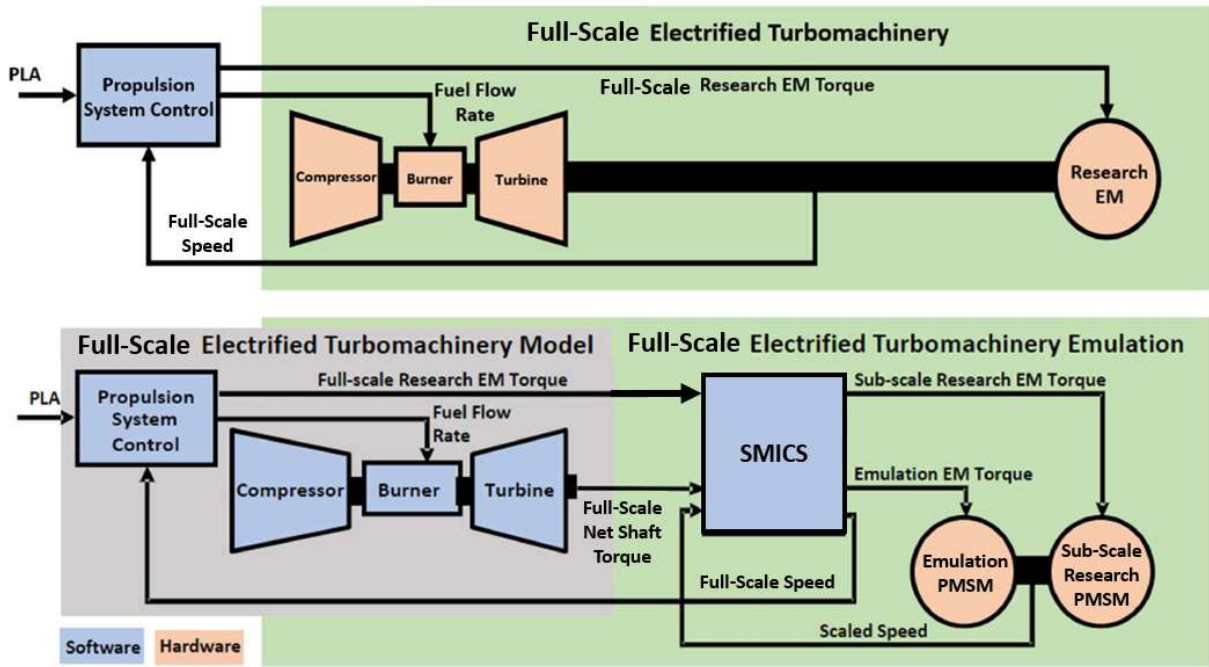 Full-Scale Electrified Turbomachinery
PLA
Propulsion
System Control
Full-Scale Research EM Torque
Fuel Flow
Rate
Compressor
Burner
Turbine
Research
EM
Full-Scale
Speed
Full-Scale Electrified Turbomachinery Model
Full-Scale Electrified Turbomachinery Emulation
PLA
Propulsion
System
Control
Full-scale Research EM Torque
Fuel Flow
Rate
Compressor
Burner
Turbine
Full-Scale
Net Shaft
Torque
SMICS
Sub-scale Research EM Torque
Emulation EM Torque
Emulation
PMSM
Sub-Scale
Research
PMSM
Full-Scale Speed
Scaled Speed
Software
Hardware